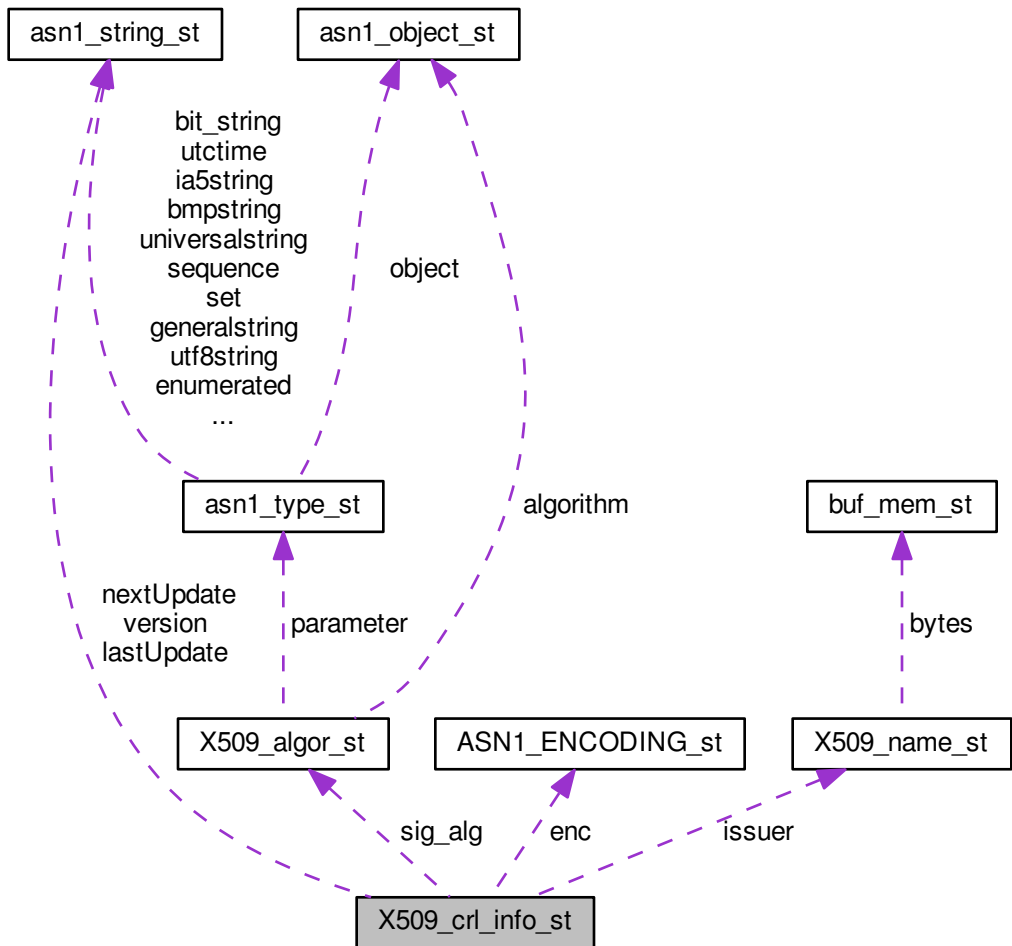 asn1_string_st
asn1_object_st
bit_string
utctime
ia5string
bmpstring
universalstring
sequence
set
generalstring
utf8string
enumerated
...
object
asn1_type_st
buf_mem_st
algorithm
nextUpdate
version
lastUpdate
parameter
bytes
X509_algor_st
ASN1_ENCODING_st
X509_name_st
sig_alg
enc
issuer
X509_crl_info_st